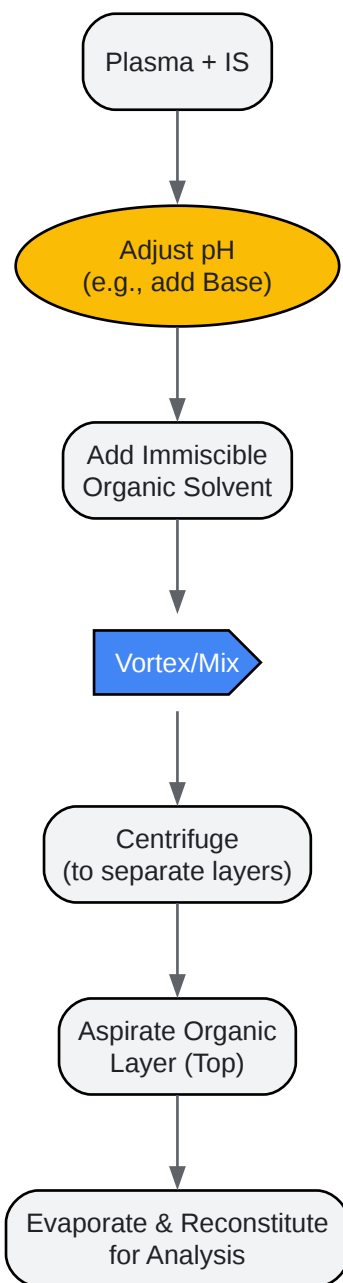 Plasma + IS
Adjust pH
(e.g., add Base)
Add Immiscible
Organic Solvent
Vortex/Mix
Centrifuge
(to separate layers)
Aspirate Organic
Layer (Top)
Evaporate & Reconstitute
for Analysis